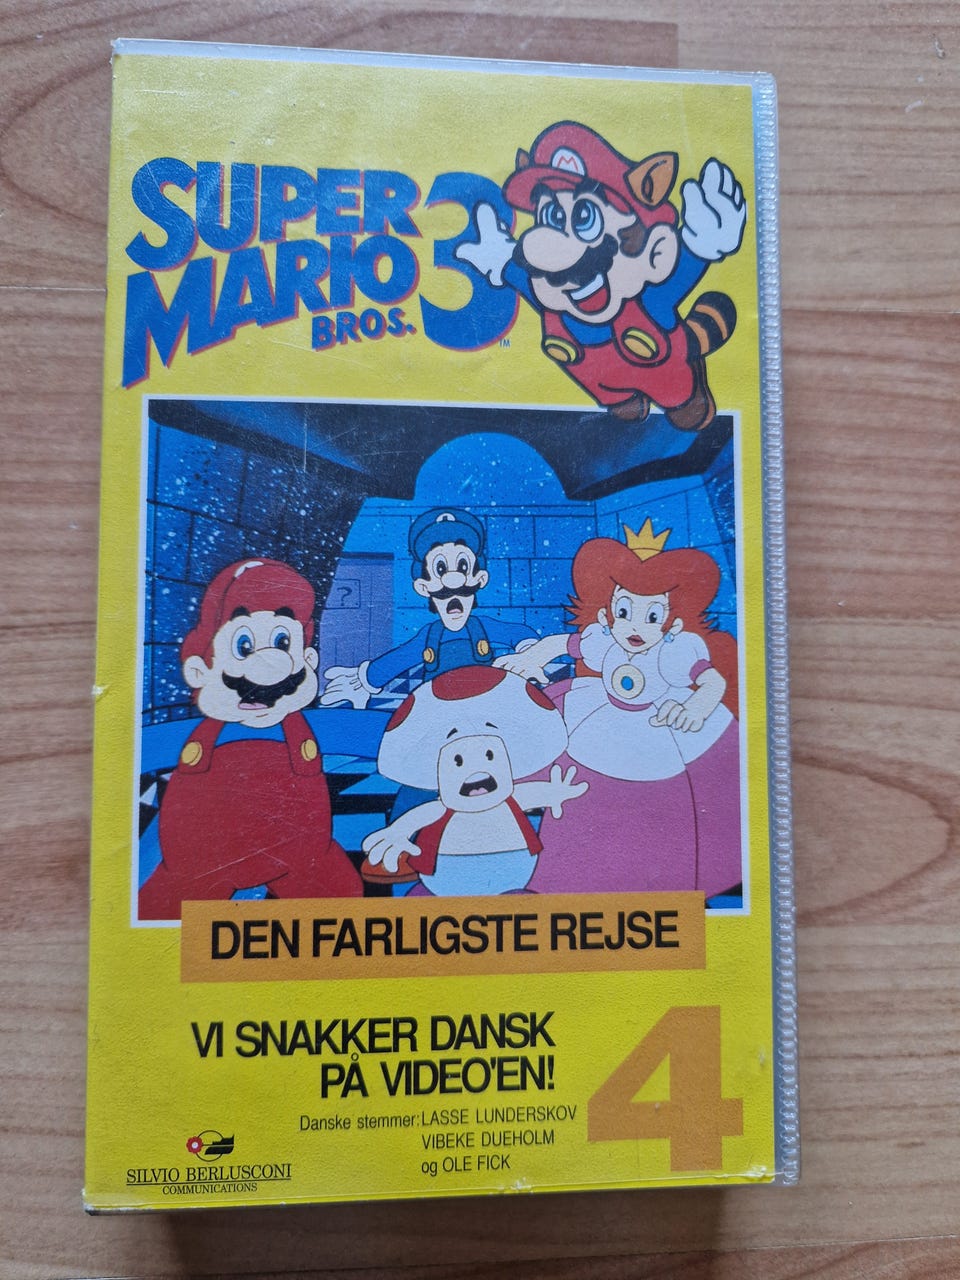 SUPER
MARIO
BROS. 3
TM
M
?
DEN FARLIGSTE REJSE
VI SNAKKER DANSK
PÅ VIDEO'EN!
4
Danske stemmer: LASSE LUNDERSKOV
VIBEKE DUEHOLM
og OLE FICK
SILVIO BERLUSCONI
COMMUNICATIONS